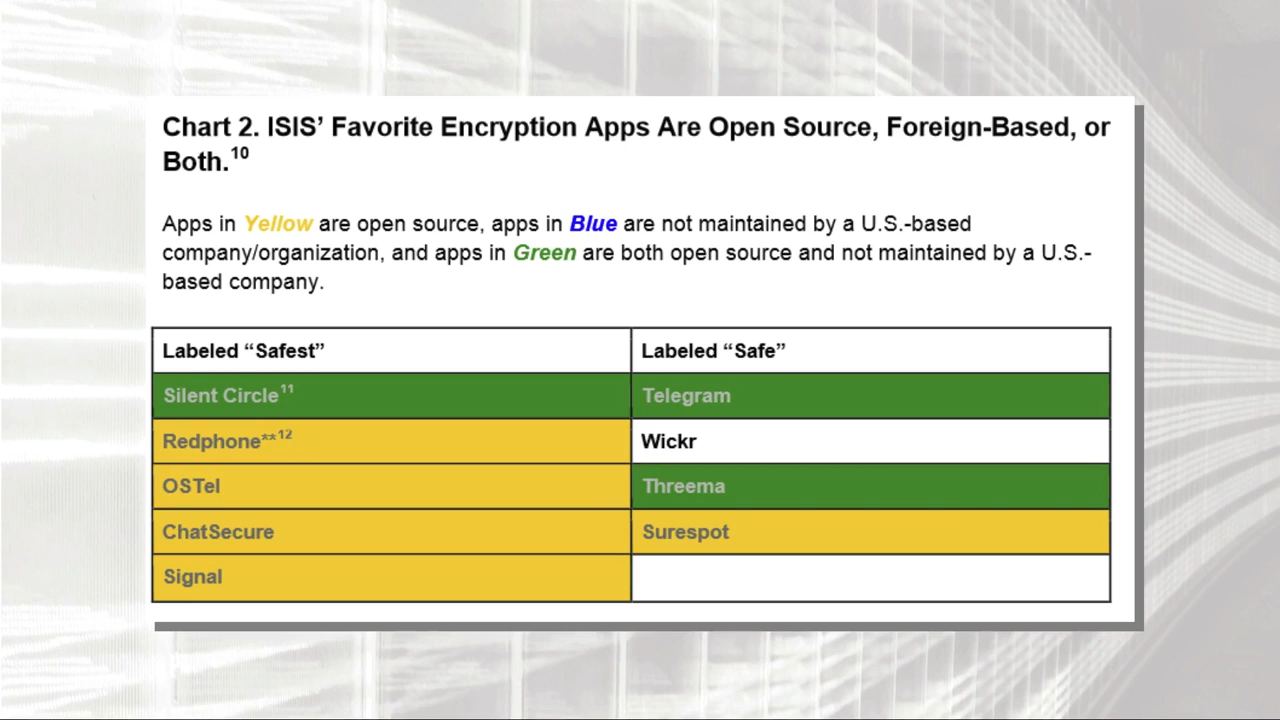 Chart 2. ISIS’ Favorite Encryption Apps Are Open Source, Foreign-Based, or
Both.10
Apps in Yellow are open source, apps in Blue are not maintained by a U.S.-based
company/organization, and apps in Green are both open source and not maintained by a U.S.-
based company.
Labeled “Safest” Labeled “Safe”
Silent Circle11 Telegram
Redphone**12 Wickr
OSTel Threema
ChatSecure Surespot
Signal